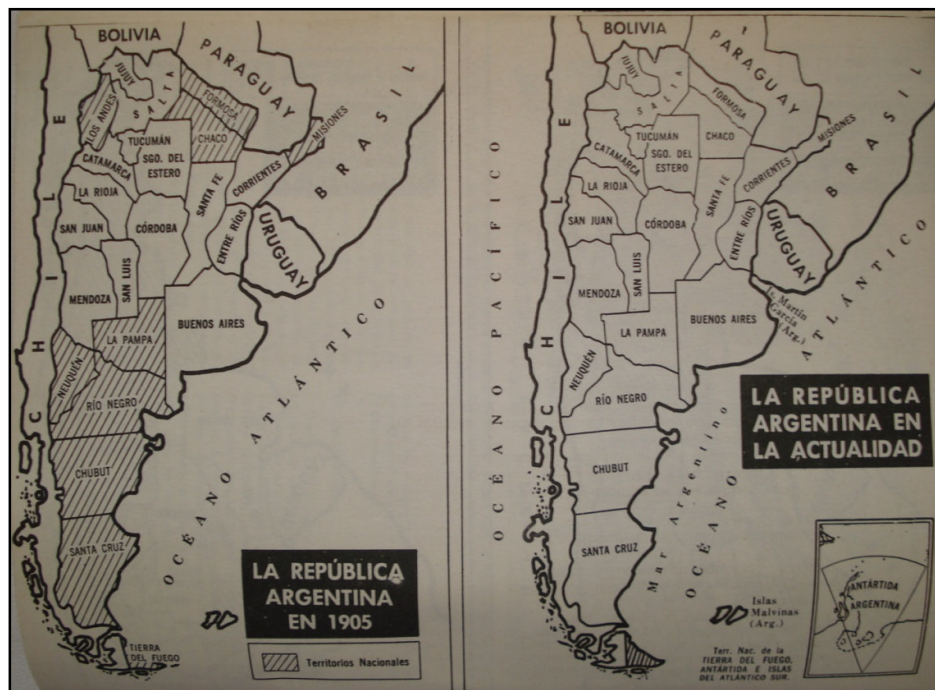 BOLIVIA
PARAGUAY
JUJUY
SALTA
FORMOSA
LOS ANDES
CHACO
MISIONES
TUCUMÁN
SGO. DEL
ESTERO
CATAMARCA
SANTA FE
CORRIENTES
BRASIL
LA RIOJA
SAN JUAN
CÓRDOBA
ENTRE RÍOS
URUGUAY
SAN LUIS
MENDOZA
BUENOS AIRES
LA PAMPA
NEUQUÉN
RÍO NEGRO
CHILE
CHUBUT
OCÉANO ATLÁNTICO
SANTA CRUZ
TIERRA
DEL FUEGO
LA REPÚBLICA
ARGENTINA
EN 1905
Territorios Nacionales
OCÉANO PACÍFICO
BOLIVIA
PARAGUAY
JUJUY
SALTA
FORMOSA
CHACO
MISIONES
TUCUMÁN
SGO. DEL
ESTERO
CATAMARCA
SANTA FE
CORRIENTES
BRASIL
LA RIOJA
SAN JUAN
CÓRDOBA
ENTRE RÍOS
URUGUAY
SAN LUIS
MENDOZA
BUENOS AIRES
Is. Martín
García
(Arg.)
LA PAMPA
NEUQUÉN
RÍO NEGRO
CHILE
CHUBUT
Mar Argentino
OCÉANO ATLÁNTICO
SANTA CRUZ
LA REPÚBLICA
ARGENTINA EN
LA ACTUALIDAD
Islas
Malvinas
(Arg.)
Terr. Nac. de la
TIERRA DEL FUEGO,
ANTÁRTIDA E ISLAS
DEL ATLÁNTICO SUR.
ANTÁRTIDA
ARGENTINA